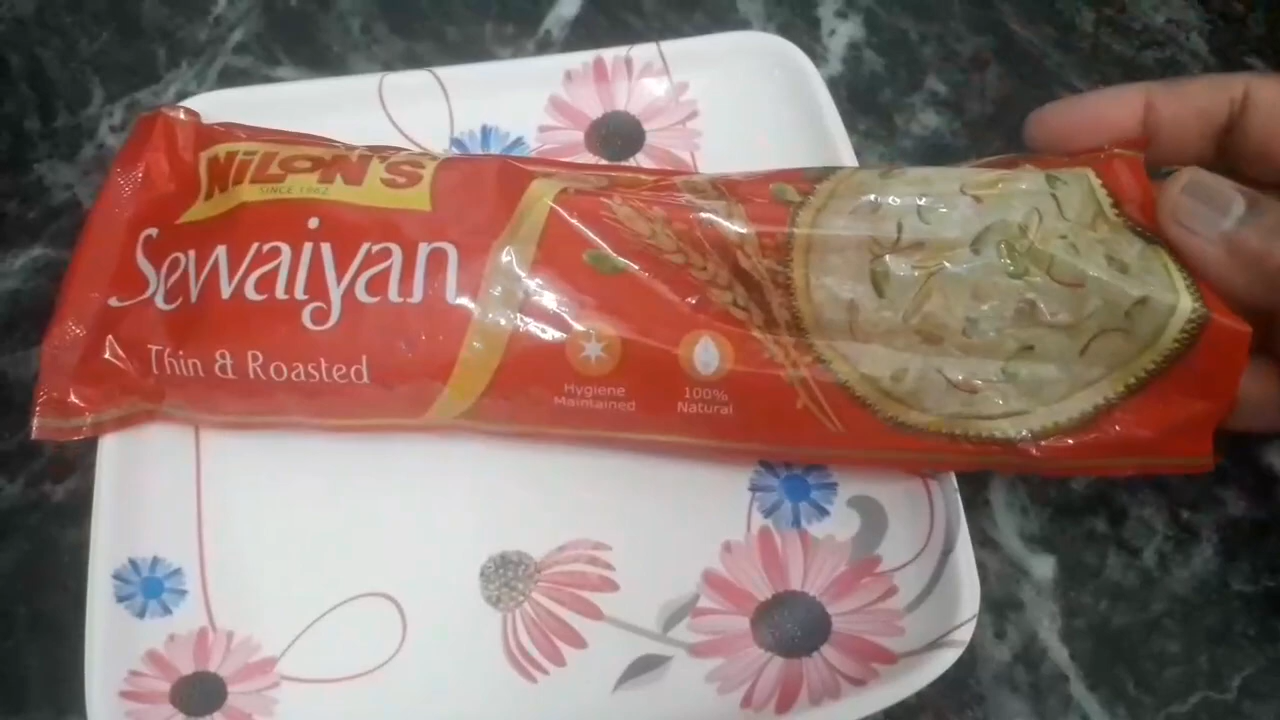 NiLON'S
SINCE 1962
Sewaiyan
Thin & Roasted
Hygiene
Maintained
100%
Natural